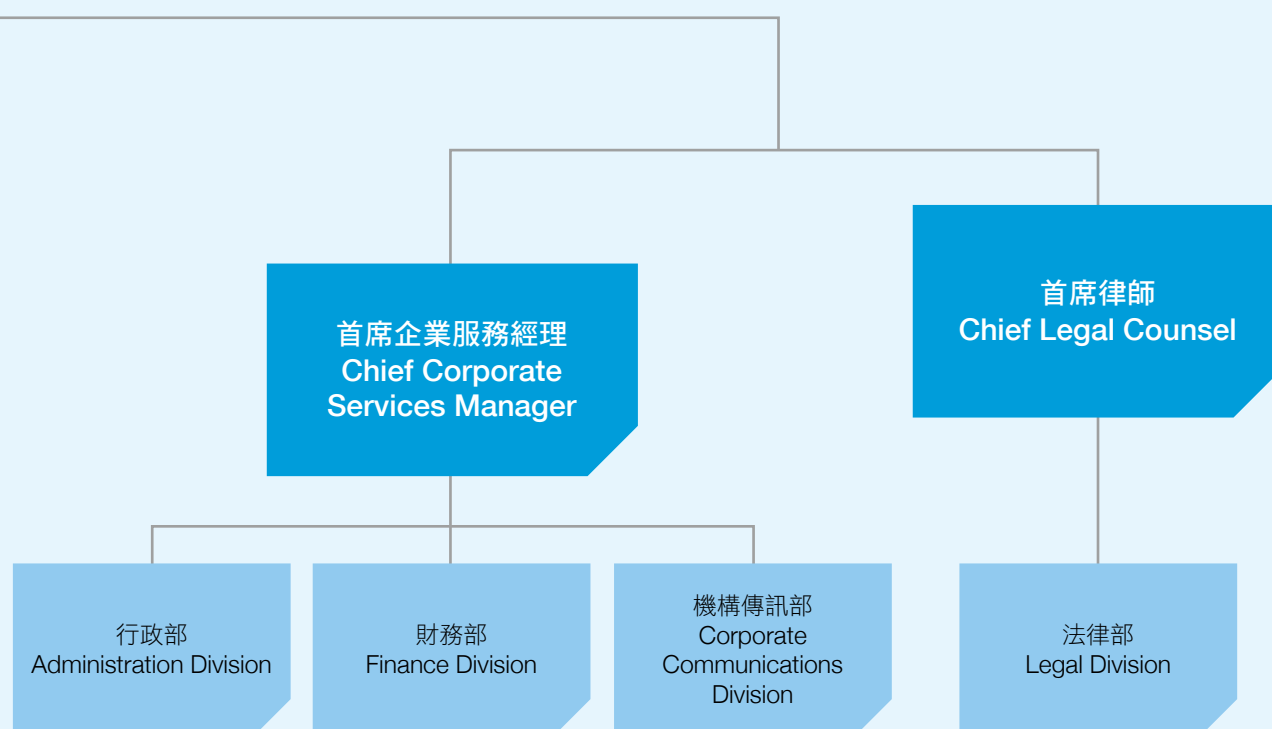 首席企業服務經理
Chief Corporate
Services Manager
首席律師
Chief Legal Counsel
行政部
Administration Division
財務部
Finance Division
機構傳訊部
Corporate
Communications
Division
法律部
Legal Division